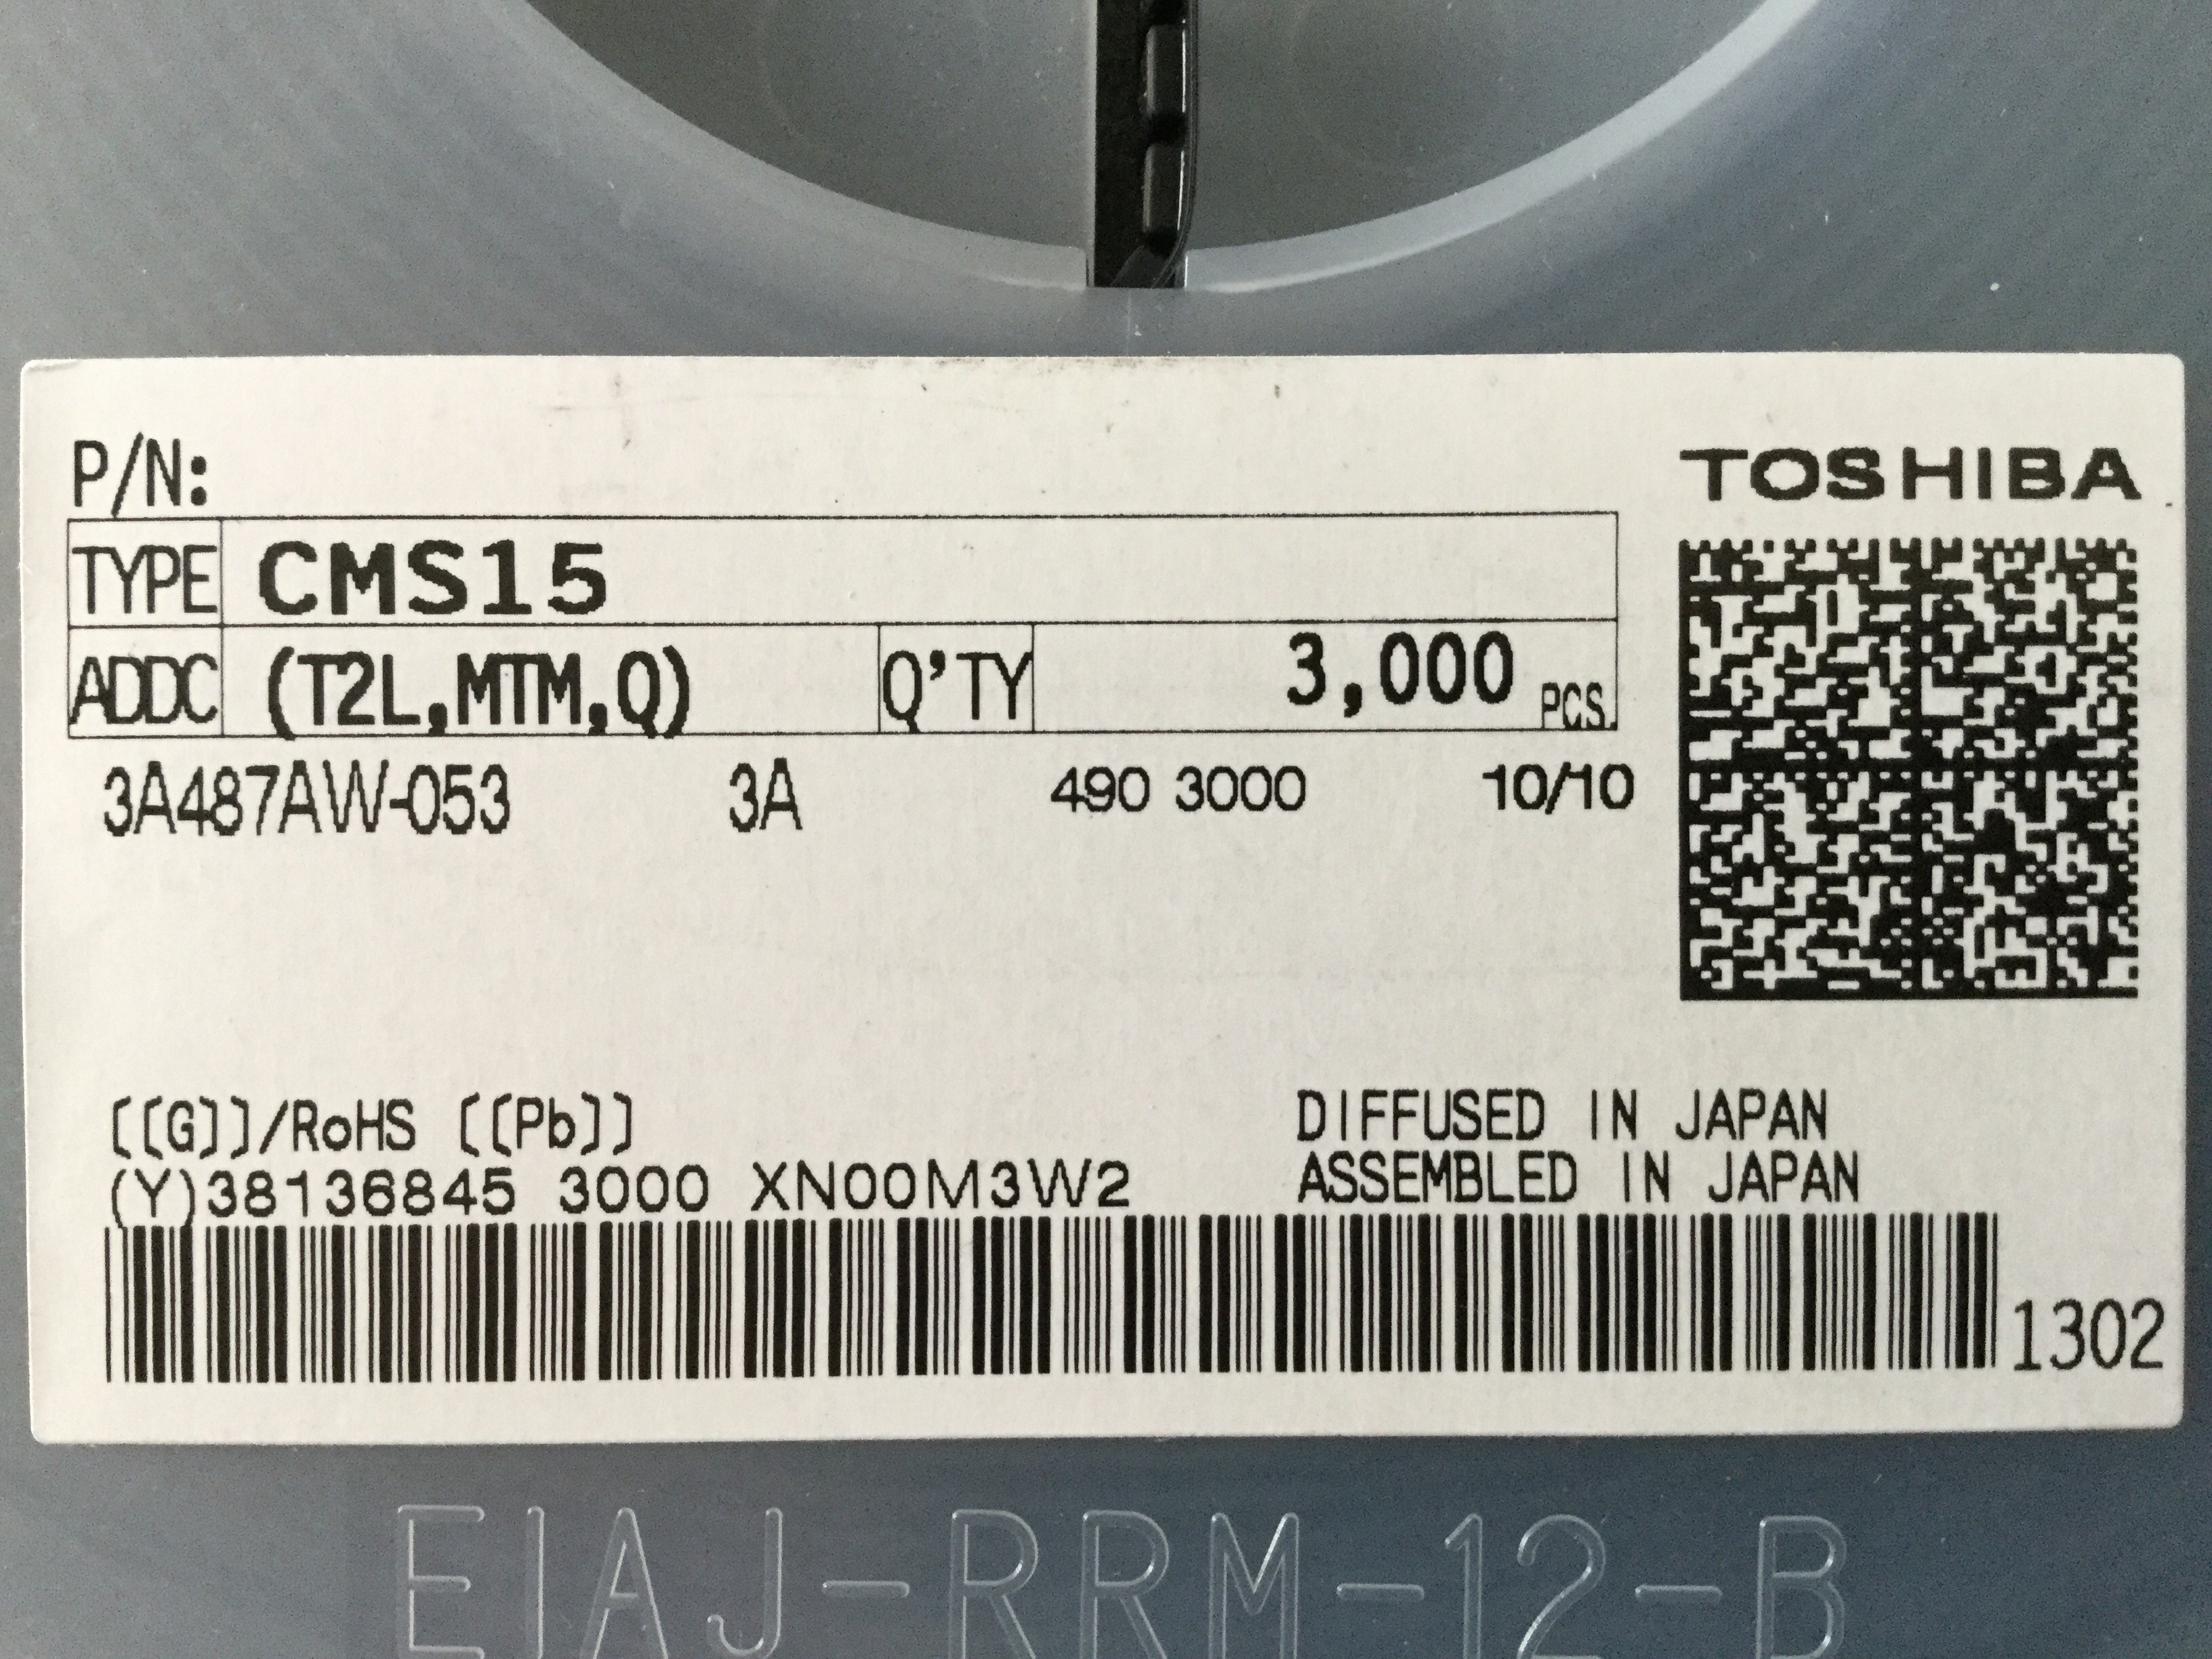 P/N:
TOSHIBA
TYPE CMS15
ADDC (T2L,MTM,Q) Q'TY 3,000 PCS.
3A487AW-053 3A 490 3000 10/10
[[G]]/RoHS [[Pb]]
DIFFUSED IN JAPAN
(Y)38136845 3000 XN00M3W2
ASSEMBLED IN JAPAN
1302
EIAJ-RRM-12-B